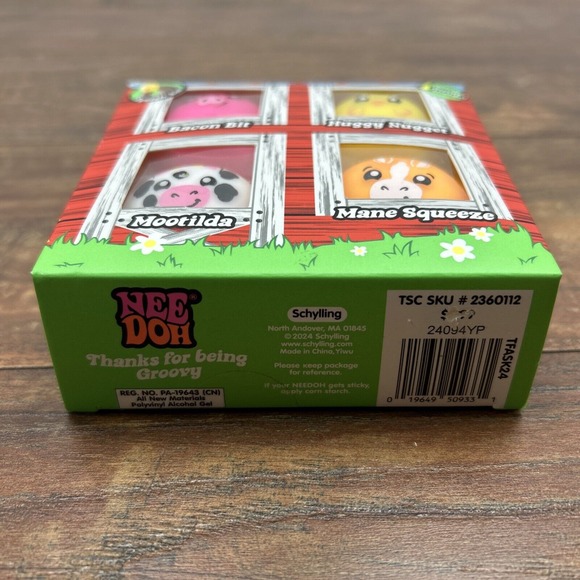 Bacon Bit
Huggy Nugget
Mootilda
Mane Squeeze
NEE
DOH
Thanks for being
Groovy
REG. NO. PA-19643 (CN)
All New Materials
Polyvinyl Alcohol Gel
Schylling
North Andover, MA 01845
©2024 Schylling
www.schylling.com
Made in China, Yiwu
Please keep package
for reference.
If your NEEDOH gets sticky
apply corn starch.
TSC SKU # 2360112
24094YP
TFASK24
0 19649 50933 1